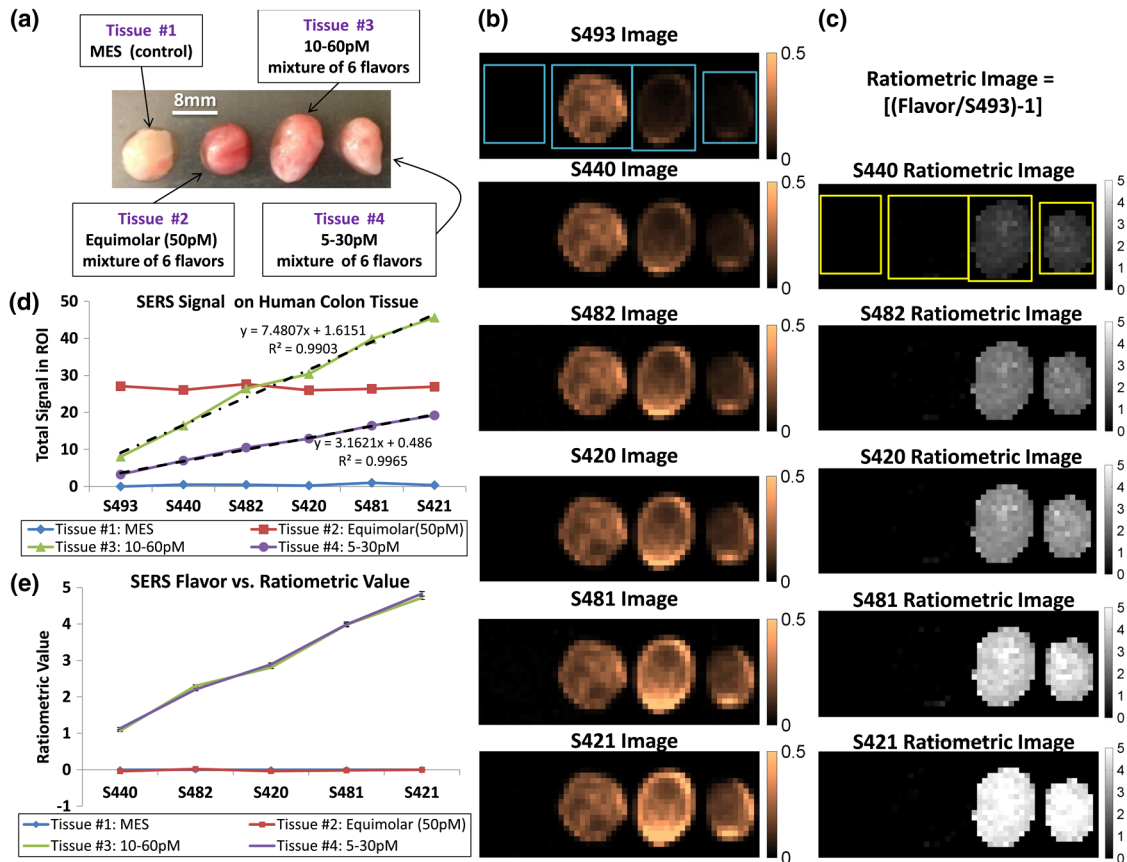 (a)
Tissue #1
MES (control)
Tissue #3
10-60pM
mixture of 6 flavors
8mm
Tissue #2
Equimolar (50pM)
mixture of 6 flavors
Tissue #4
5-30pM
mixture of 6 flavors
(b)
S493 Image
0.5
0
S440 Image
0.5
0
S482 Image
0.5
0
S420 Image
0.5
0
S481 Image
0.5
0
S421 Image
0.5
0
(c)
Ratiometric Image =
[(Flavor/S493)-1]
S440 Ratiometric Image
5
4
3
2
1
0
S482 Ratiometric Image
5
4
3
2
1
0
S420 Ratiometric Image
5
4
3
2
1
0
S481 Ratiometric Image
5
4
3
2
1
0
S421 Ratiometric Image
5
4
3
2
1
0
(d)
SERS Signal on Human Colon Tissue
Total Signal in ROI
50
40
30
20
10
0
y = 7.4807x + 1.6151
R² = 0.9903
y = 3.1621x + 0.486
R² = 0.9965
S493 S440 S482 S420 S481 S421
Tissue #1: MES
Tissue #2: Equimolar(50pM)
Tissue #3: 10-60pM
Tissue #4: 5-30pM
(e)
SERS Flavor vs. Ratiometric Value
Ratiometric Value
5
4
3
2
1
0
-1
S440 S482 S420 S481 S421
Tissue #1: MES
Tissue #2: Equimolar (50pM)
Tissue #3: 10-60pM
Tissue #4: 5-30pM